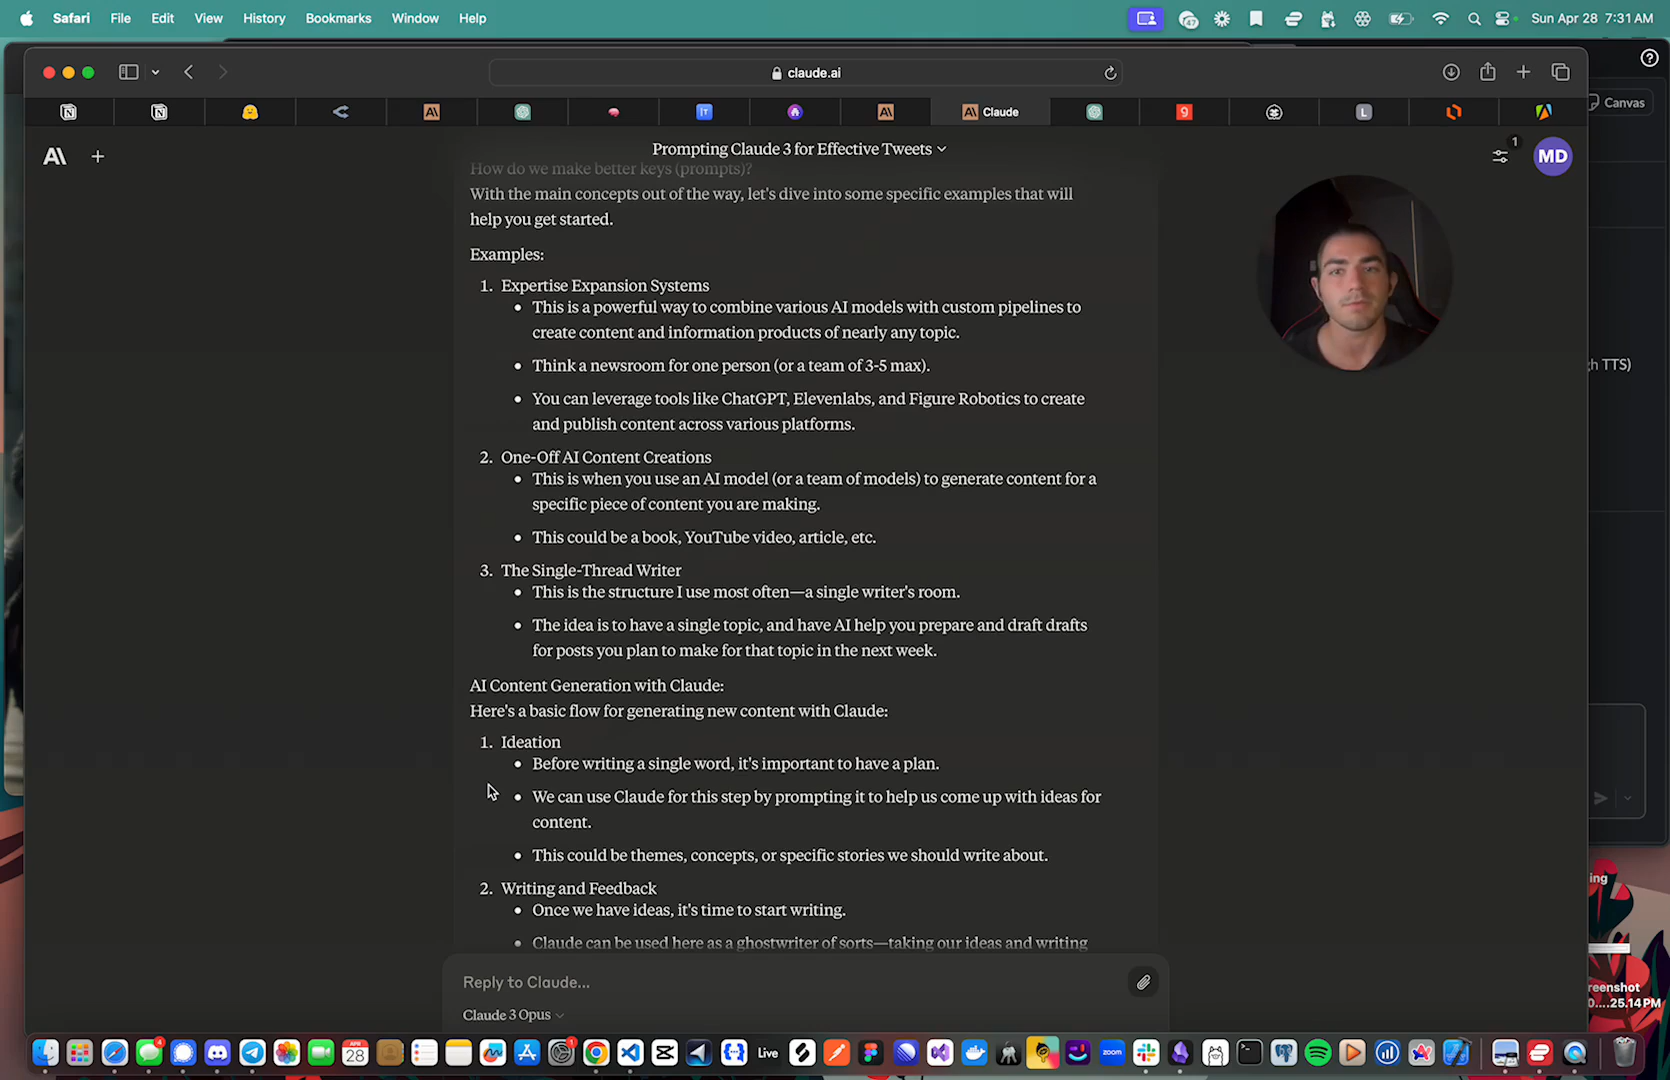 Safari File Edit View History Bookmarks Window Help
Sun Apr 28 7:31 AM
claude.ai
Claude
Canvas
Prompting Claude 3 for Effective Tweets
1
MD
How do we make better keys (prompts)?
With the main concepts out of the way, let's dive into some specific examples that will
help you get started.
Examples:
1. Expertise Expansion Systems
• This is a powerful way to combine various AI models with custom pipelines to
create content and information products of nearly any topic.
• Think a newsroom for one person (or a team of 3-5 max).
h TTS)
• You can leverage tools like ChatGPT, Elevenlabs, and Figure Robotics to create
and publish content across various platforms.
2. One-Off AI Content Creations
• This is when you use an AI model (or a team of models) to generate content for a
specific piece of content you are making.
• This could be a book, YouTube video, article, etc.
3. The Single-Thread Writer
• This is the structure I use most often—a single writer's room.
• The idea is to have a single topic, and have AI help you prepare and draft drafts
for posts you plan to make for that topic in the next week.
AI Content Generation with Claude:
Here's a basic flow for generating new content with Claude:
1. Ideation
• Before writing a single word, it's important to have a plan.
• We can use Claude for this step by prompting it to help us come up with ideas for
content.
• This could be themes, concepts, or specific stories we should write about.
2. Writing and Feedback
• Once we have ideas, it's time to start writing.
• Claude can be used here as a ghostwriter of sorts—taking our ideas and writing
Reply to Claude...
Claude 3 Opus
ing
reenshot
0....25.14 PM
Live
zoom